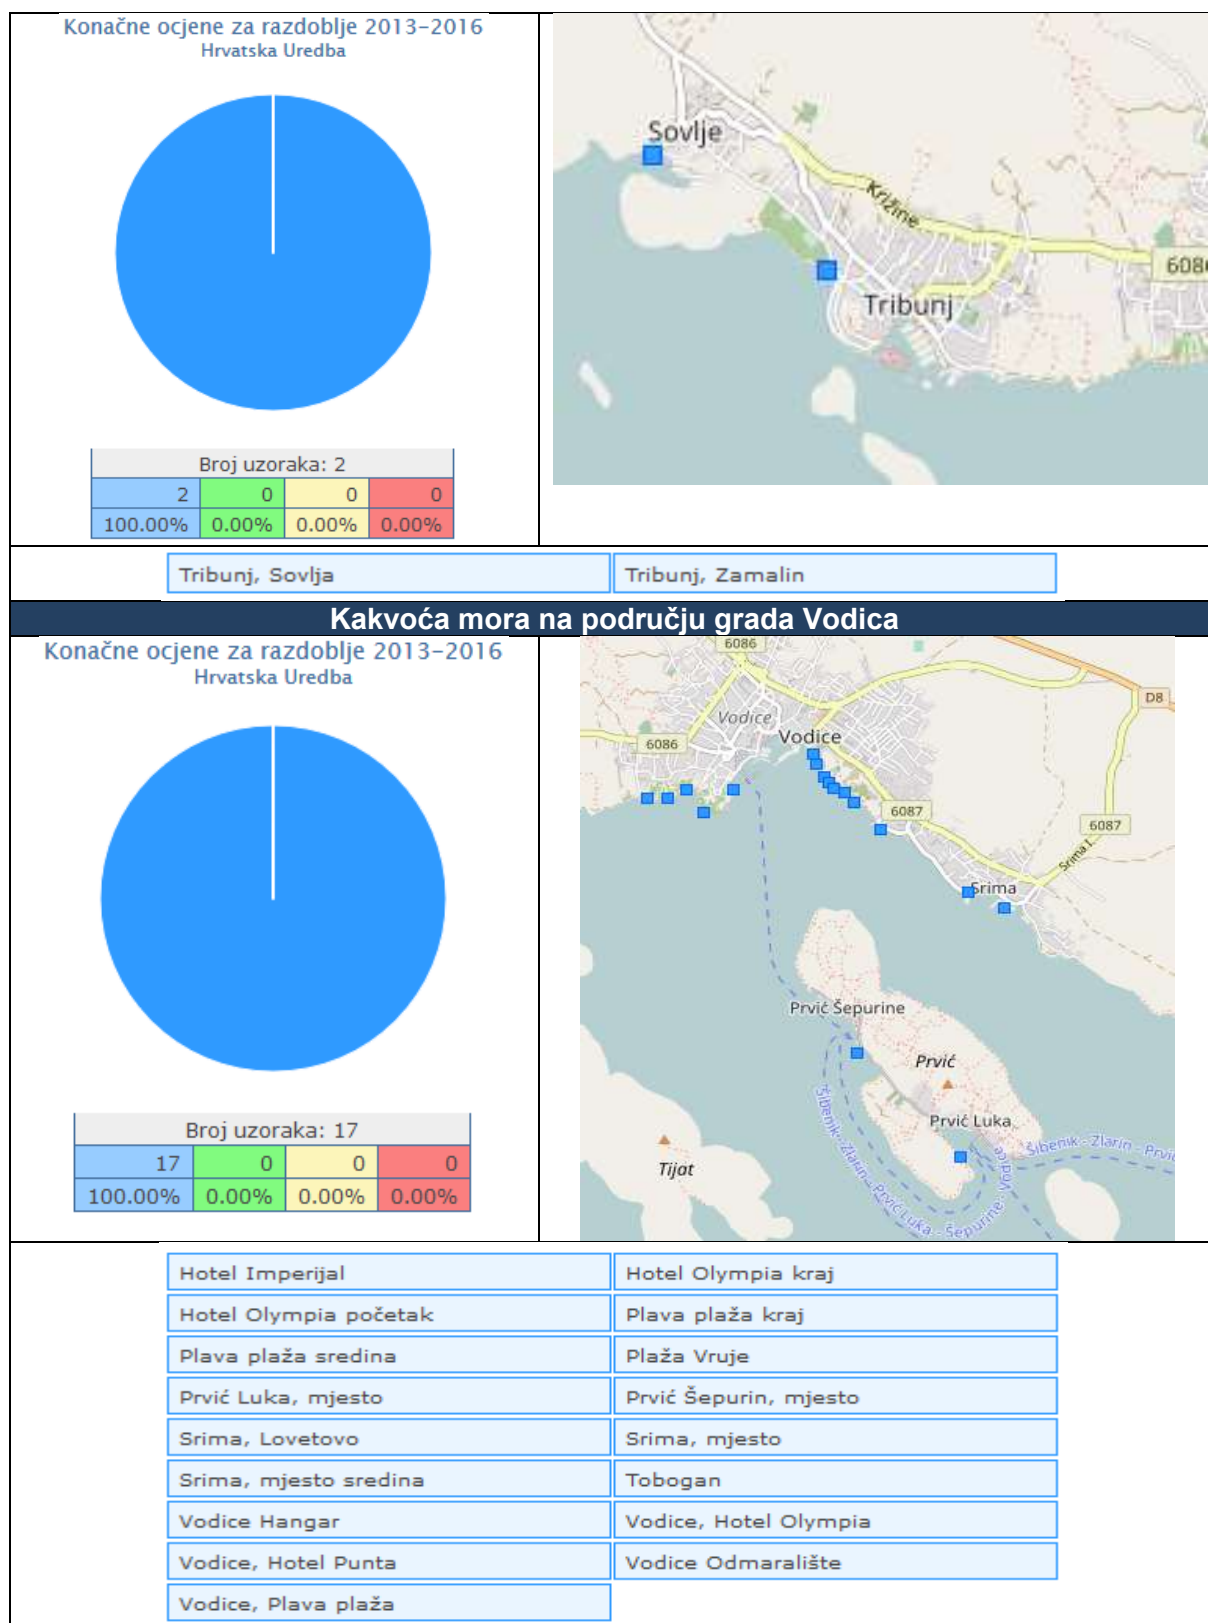 Konačne ocjene za razdoblje 2013-2016
Hrvatska Uredba
Broj uzoraka: 2
2 0 0 0
100.00% 0.00% 0.00% 0.00%
Sovlje
Križine
Tribunj
608
Tribunj, Sovlja Tribunj, Zamalin
Kakvoća mora na području grada Vodica
Konačne ocjene za razdoblje 2013-2016
Hrvatska Uredba
Broj uzoraka: 17
17 0 0 0
100.00% 0.00% 0.00% 0.00%
6086
D8
Vodice
Vodice
6086
6087
6087
Srima I.
Srima
Prvić Šepurine
Prvić
Prvić Luka
Tijat
Šibenik - Zlarin - Prvić Luka - Šepurine - Vodice
Šibenik - Zlarin - Prvić
Hotel Imperijal Hotel Olympia kraj
Hotel Olympia početak Plava plaža kraj
Plava plaža sredina Plaža Vruje
Prvić Luka, mjesto Prvić Šepurin, mjesto
Srima, Lovetovo Srima, mjesto
Srima, mjesto sredina Tobogan
Vodice Hangar Vodice, Hotel Olympia
Vodice, Hotel Punta Vodice Odmaralište
Vodice, Plava plaža